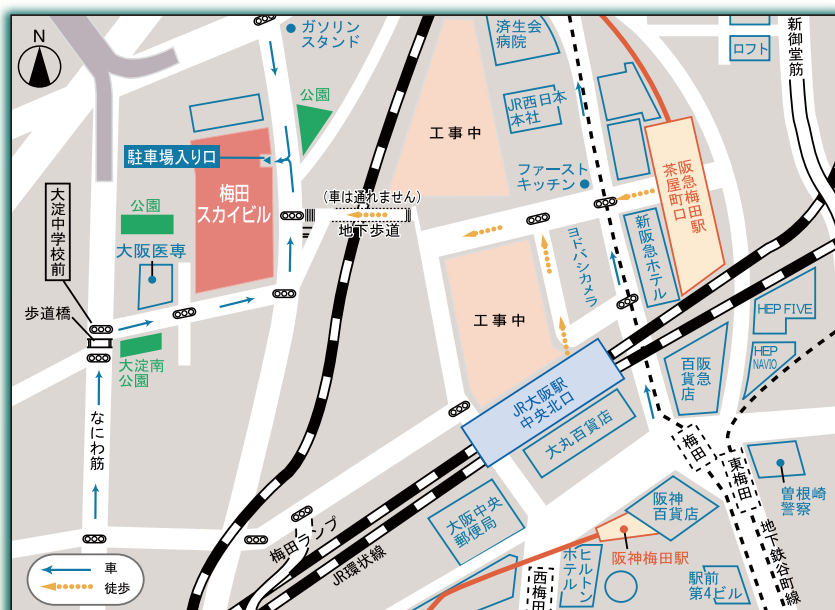 N
ガソリン
スタンド
済生会
病院
新御堂筋
ロフト
公園
JR西日本
本社
工事中
駐車場入り口
ファースト
キッチン
阪急梅田駅
茶屋町口
梅田
スカイビル
(車は通れません)
地下歩道
大淀中学校前
公園
大阪医専
新阪急ホテル
ヨドバシカメラ
歩道橋
工事中
HEP FIVE
HEP
NAVIO
大淀南
公園
阪急
百貨店
JR大阪駅
中央北口
大丸百貨店
なにわ筋
梅田
東梅田
曽根崎
警察
阪神
百貨店
大阪中央
郵便局
梅田ランプ
JR環状線
阪神梅田駅
地下鉄谷町線
ヒルトン
ホテル
西梅田
駅前
第4ビル
車
徒歩